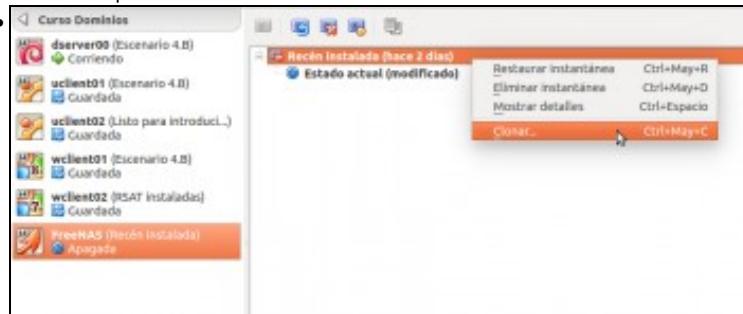 Curso Dominios
dserver00 (Escenario 4.B)
Corriendo
uclient01 (Escenario 4.B)
Guardada
uclient02 (Listo para introduci...)
Guardada
wclient01 (Escenario 4.B)
Guardada
wclient02 (RSAT instaladas)
Guardada
FreeNAS (Recén Instalada)
Apagada
Recén Instalada (hace 2 días)
Estado actual (modificado)
Restaurar instantánea Ctrl+May+R
Eliminar instantánea Ctrl+May+D
Mostrar detalles Ctrl+Espacio
Clonar... Ctrl+May+C